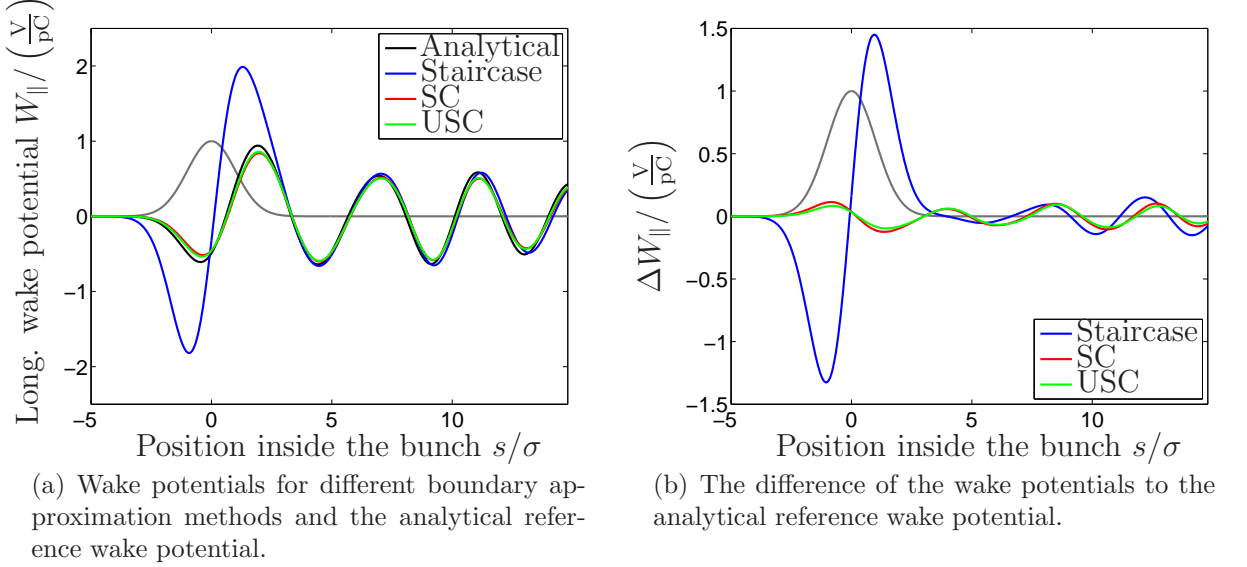 Long. wake potential W∥/ (V/pC)
2
1
0
−1
−2
−5
0
5
10
Analytical
Staircase
SC
USC
Position inside the bunch s/σ
(a) Wake potentials for different boundary ap-
proximation methods and the analytical refer-
ence wake potential.
ΔW∥/ (V/pC)
1.5
1
0.5
0
−0.5
−1
−1.5
−5
0
5
10
Staircase
SC
USC
Position inside the bunch s/σ
(b) The difference of the wake potentials to the
analytical reference wake potential.